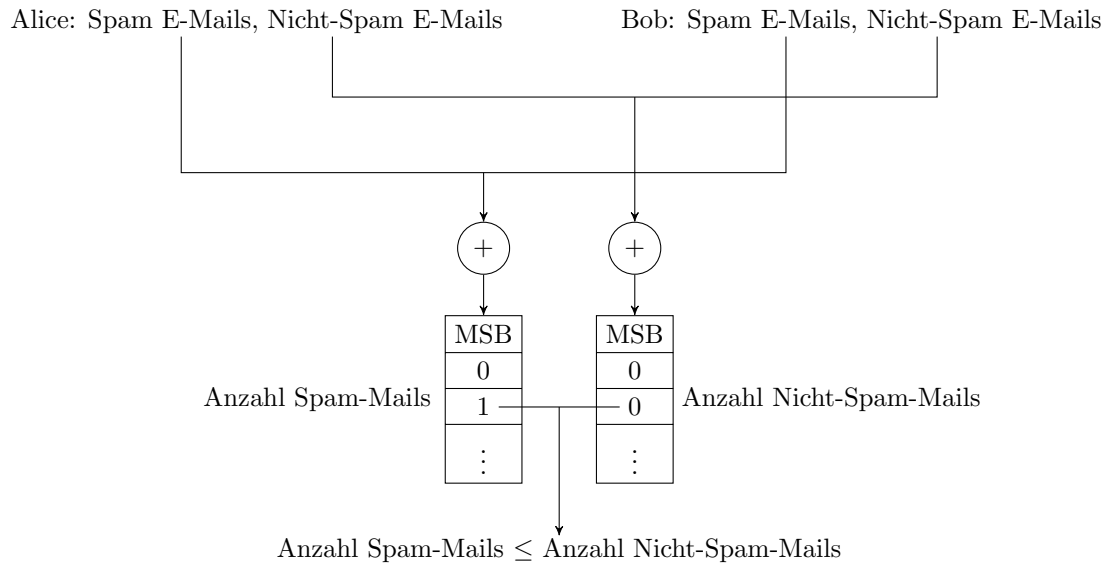 Alice: Spam E-Mails, Nicht-Spam E-Mails
Bob: Spam E-Mails, Nicht-Spam E-Mails
+
+
MSB
MSB
0
0
Anzahl Spam-Mails
1
0
Anzahl Nicht-Spam-Mails
⋮
⋮
Anzahl Spam-Mails ≤ Anzahl Nicht-Spam-Mails